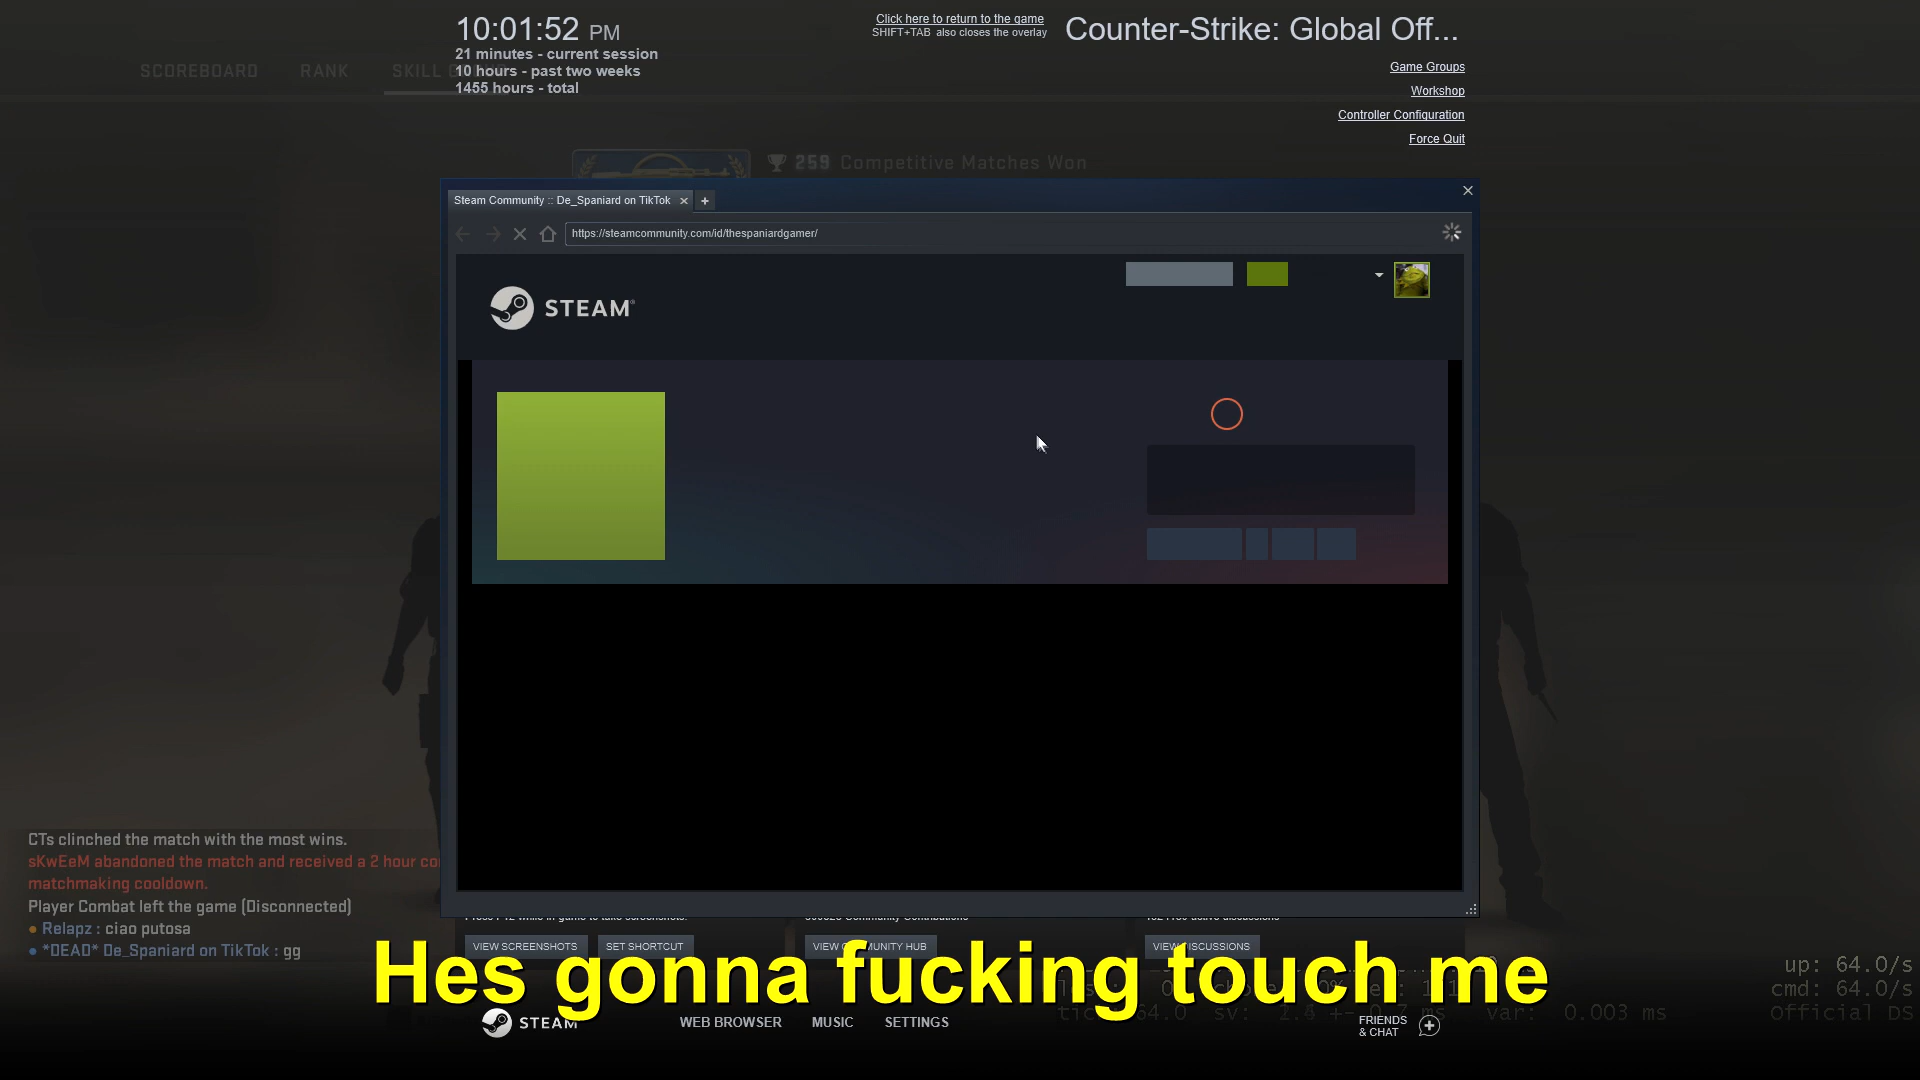 10:01:52 PM
21 minutes - current session
10 hours - past two weeks
1455 hours - total
Click here to return to the game
SHIFT+TAB also closes the overlay
Counter-Strike: Global Off...
Game Groups
Workshop
Controller Configuration
Force Quit
SCOREBOARD RANK SKILL
259 Competitive Matches Won
Steam Community :: De_Spaniard on TikTok
https://steamcommunity.com/id/thespaniardgamer/
STEAM®
CTs clinched the match with the most wins.
sKwEeM abandoned the match and received a 2 hour
matchmaking cooldown.
Player Combat left the game (Disconnected)
Relapz : ciao putosa
*DEAD* De_Spaniard on TikTok : gg
VIEW SCREENSHOTS SET SHORTCUT VIEW COMMUNITY HUB VIEW DISCUSSIONS
Hes gonna fucking touch me
up: 64.0/s
cmd: 64.0/s
var: 0.003 ms Official DS
STEAM WEB BROWSER MUSIC SETTINGS
FRIENDS
& CHAT